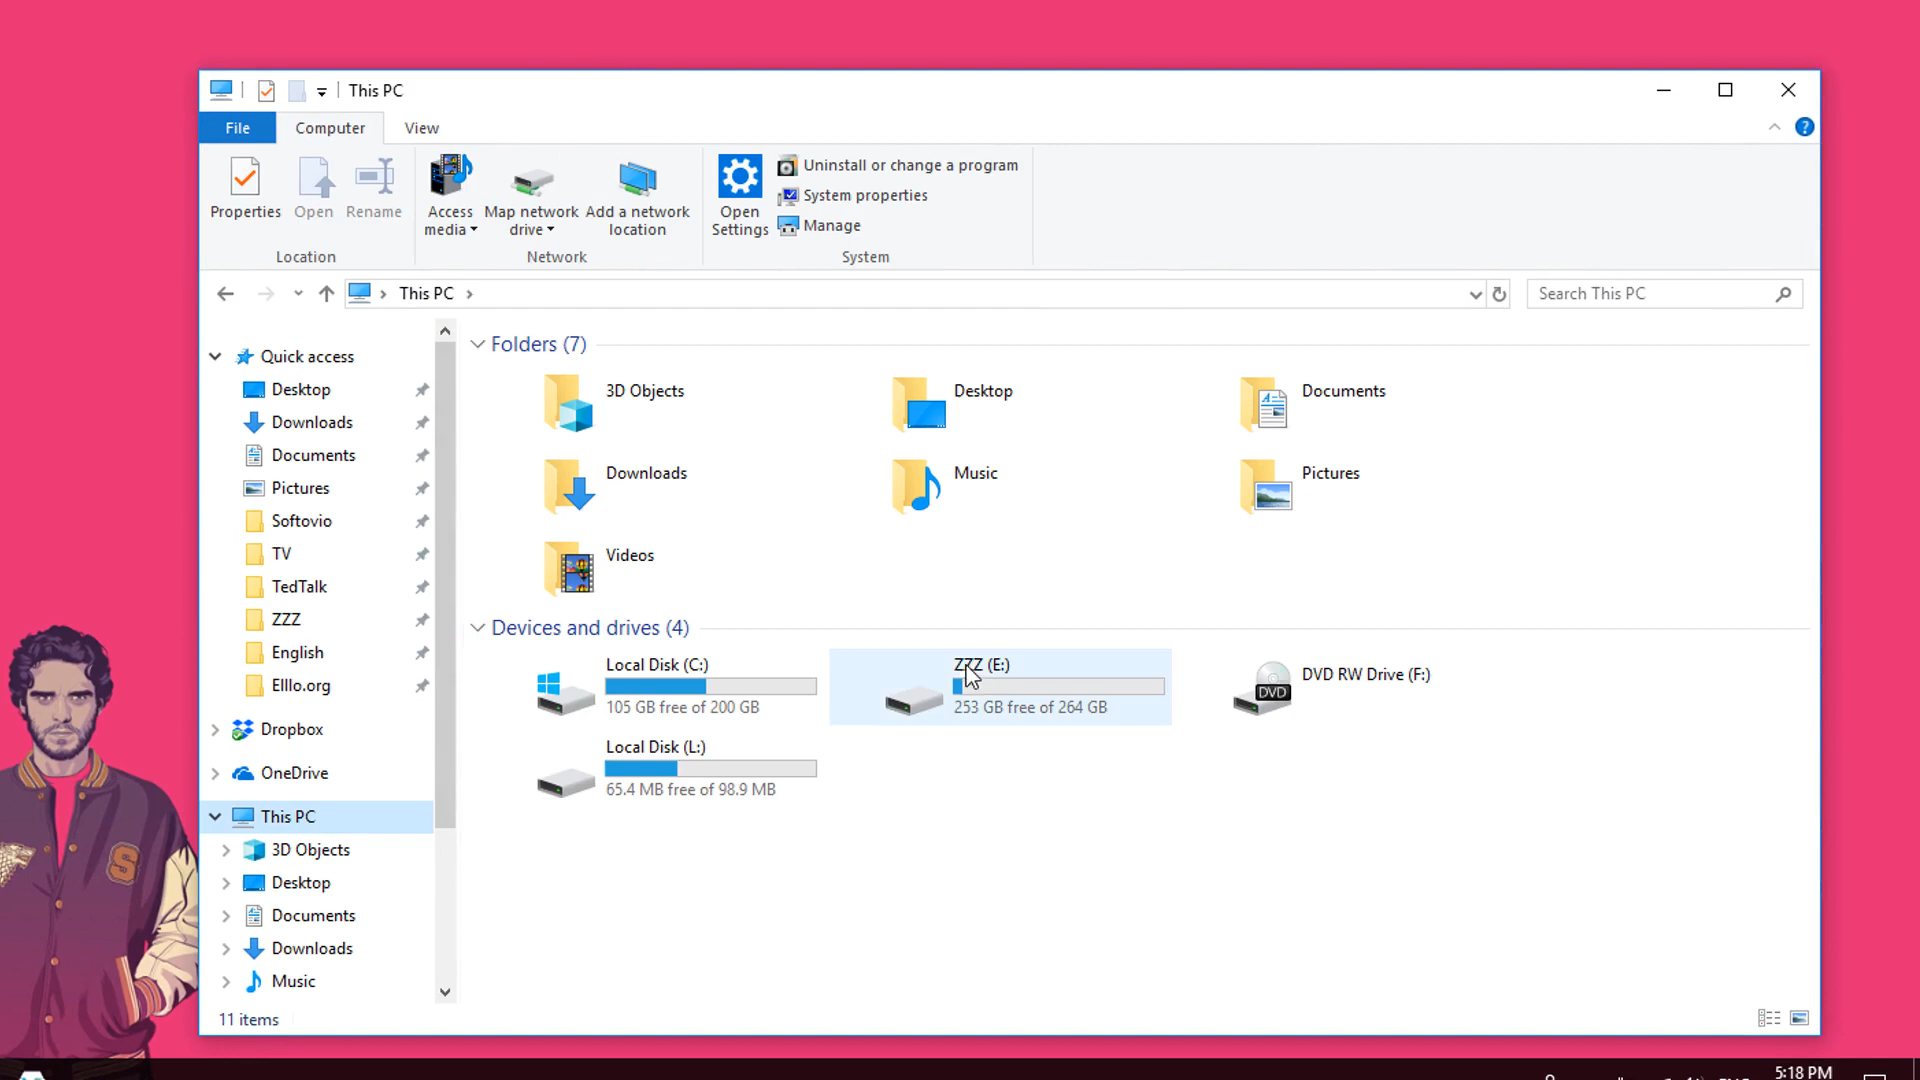 This PC
File Computer View
Properties Open Rename
Access media Map network drive Add a network location
Open Settings
Uninstall or change a program
System properties
Manage
Location Network System
This PC
Search This PC
Quick access
Desktop
Downloads
Documents
Pictures
Softovio
TV
TedTalk
ZZZ
English
Elllo.org
Dropbox
OneDrive
This PC
3D Objects
Desktop
Documents
Downloads
Music
Folders (7)
3D Objects Desktop Documents
Downloads Music Pictures
Videos
Devices and drives (4)
Local Disk (C:)
105 GB free of 200 GB
ZZZ (E:)
253 GB free of 264 GB
DVD RW Drive (F:)
DVD
Local Disk (L:)
65.4 MB free of 98.9 MB
11 items
S
5:18 PM